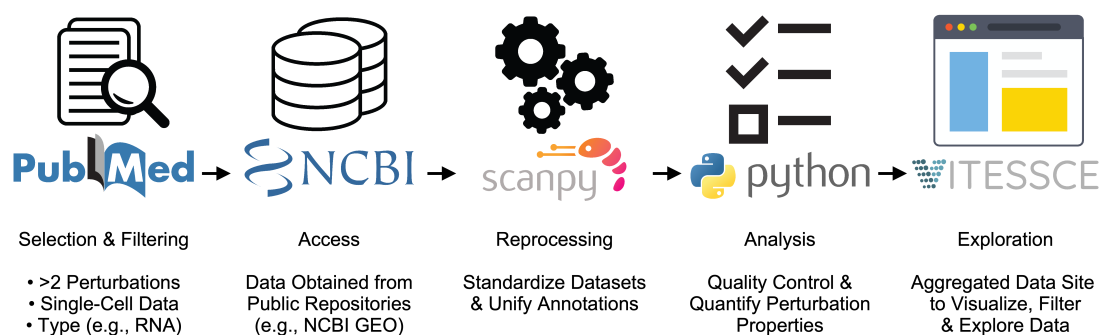 PubMed
NCBI
scanpy
python
VITESSCE
Selection & Filtering
• >2 Perturbations
• Single-Cell Data
• Type (e.g., RNA)
Access
Data Obtained from
Public Repositories
(e.g., NCBI GEO)
Reprocessing
Standardize Datasets
& Unify Annotations
Analysis
Quality Control &
Quantify Perturbation
Properties
Exploration
Aggregated Data Site
to Visualize, Filter
& Explore Data